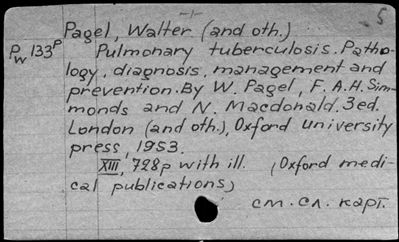 5
Pagel, Walter (and oth.)
Pw 133P Pulmonary tuberculosis. Patho-
logy, diagnosis, management and
prevention. By W. Pagel, F. A. H. Sim-
monds and N. Macdonald. 3ed.
London (and oth.), Oxford university
press, 1953.
XIII, 728p with ill. (Oxford medi-
cal publications)
см. сл. карт.